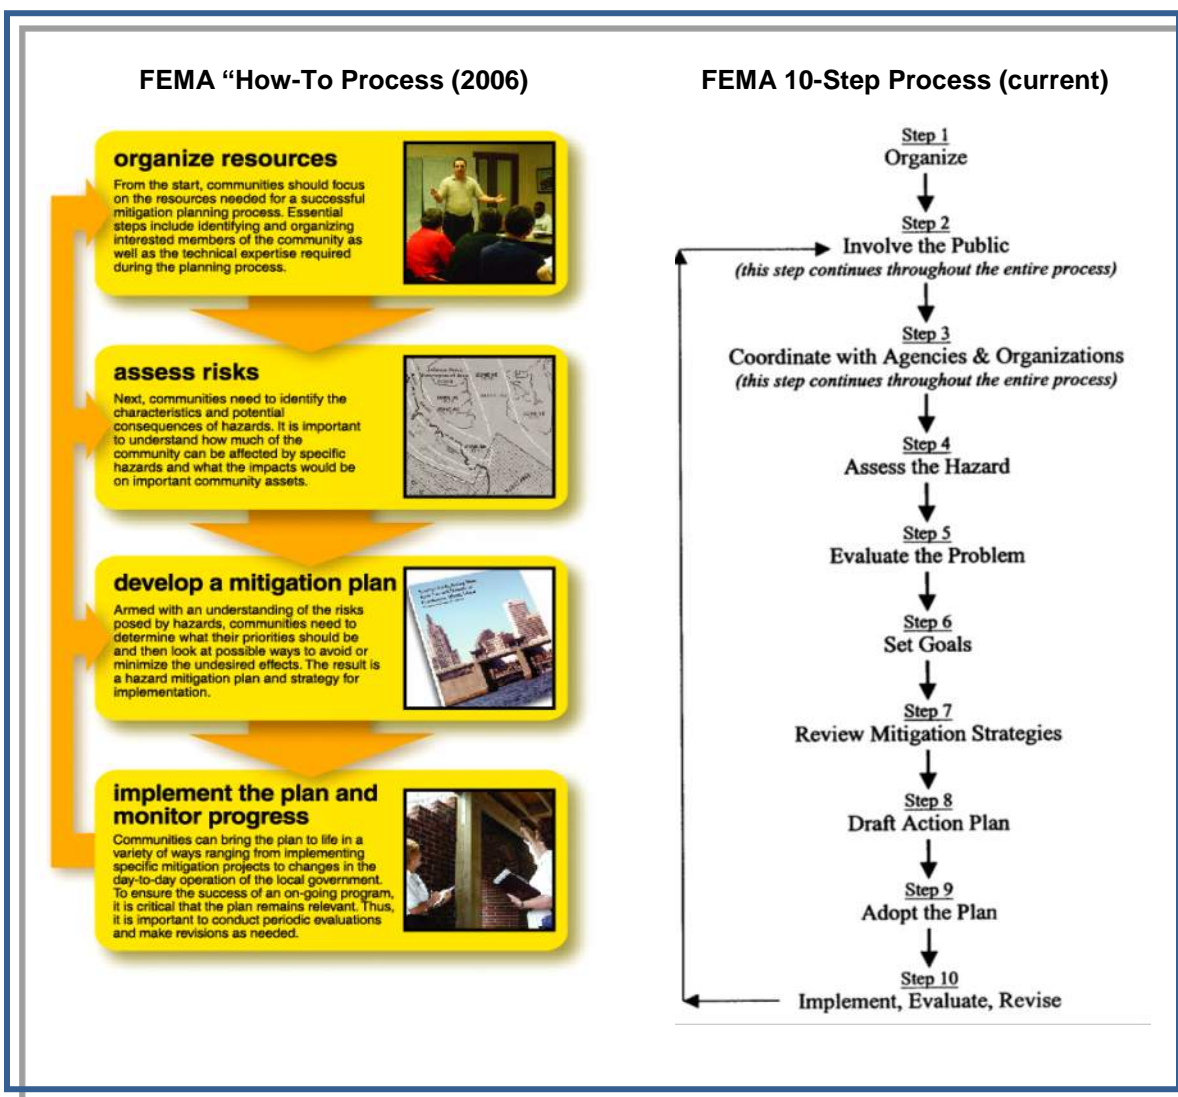 FEMA “How-To Process (2006)
organize resources
From the start, communities should focus
on the resources needed for a successful
mitigation planning process. Essential
steps include identifying and organizing
interested members of the community as
well as the technical expertise required
during the planning process.
assess risks
Next, communities need to identify the
characteristics and potential
consequences of hazards. It is important
to understand how much of the
community can be affected by specific
hazards and what the impacts would be
on important community assets.
develop a mitigation plan
Armed with an understanding of the risks
posed by hazards, communities need to
determine what their priorities should be
and then look at possible ways to avoid or
minimize the undesired effects. The result is
a hazard mitigation plan and strategy for
implementation.
implement the plan and
monitor progress
Communities can bring the plan to life in a
variety of ways ranging from implementing
specific mitigation projects to changes in the
day-to-day operation of the local government.
To ensure the success of an on-going program,
it is critical that the plan remains relevant. Thus,
it is important to conduct periodic evaluations
and make revisions as needed.
FEMA 10-Step Process (current)
Step 1
Organize
Step 2
Involve the Public
(this step continues throughout the entire process)
Step 3
Coordinate with Agencies & Organizations
(this step continues throughout the entire process)
Step 4
Assess the Hazard
Step 5
Evaluate the Problem
Step 6
Set Goals
Step 7
Review Mitigation Strategies
Step 8
Draft Action Plan
Step 9
Adopt the Plan
Step 10
Implement, Evaluate, Revise